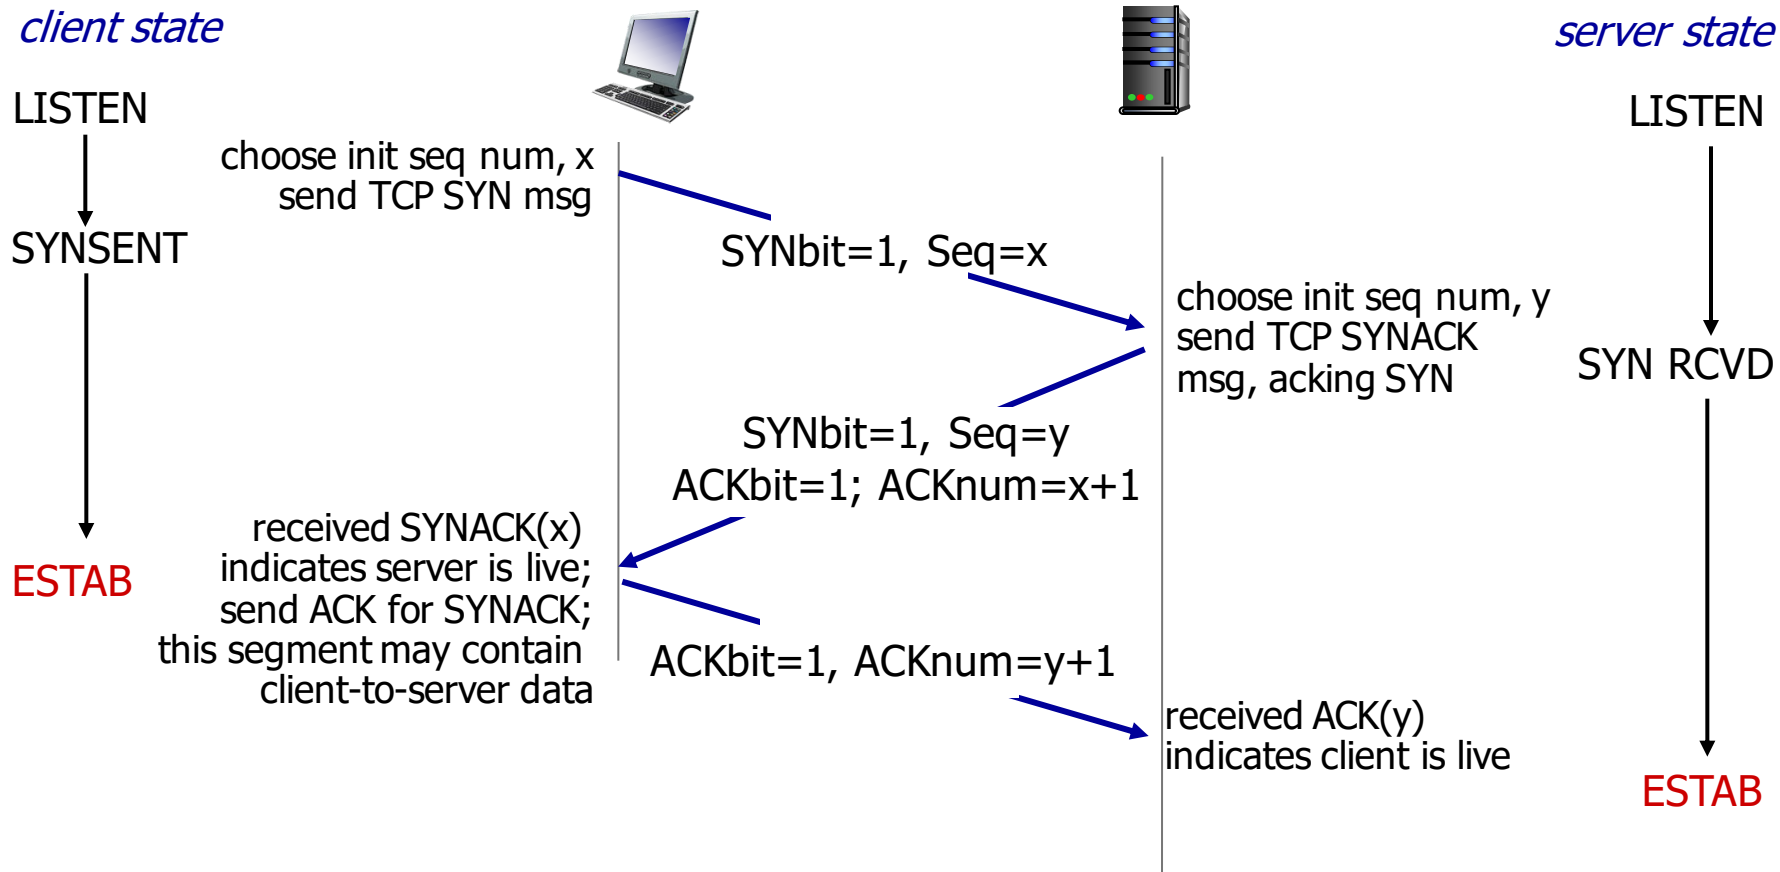 client state
server state
LISTEN
LISTEN
choose init seq num, x
send TCP SYN msg
SYNSENT
SYNbit=1, Seq=x
choose init seq num, y
send TCP SYNACK
msg, acking SYN
SYN RCVD
SYNbit=1, Seq=y
ACKbit=1; ACKnum=x+1
received SYNACK(x)
indicates server is live;
send ACK for SYNACK;
this segment may contain
client-to-server data
ESTAB
ACKbit=1, ACKnum=y+1
received ACK(y)
indicates client is live
ESTAB